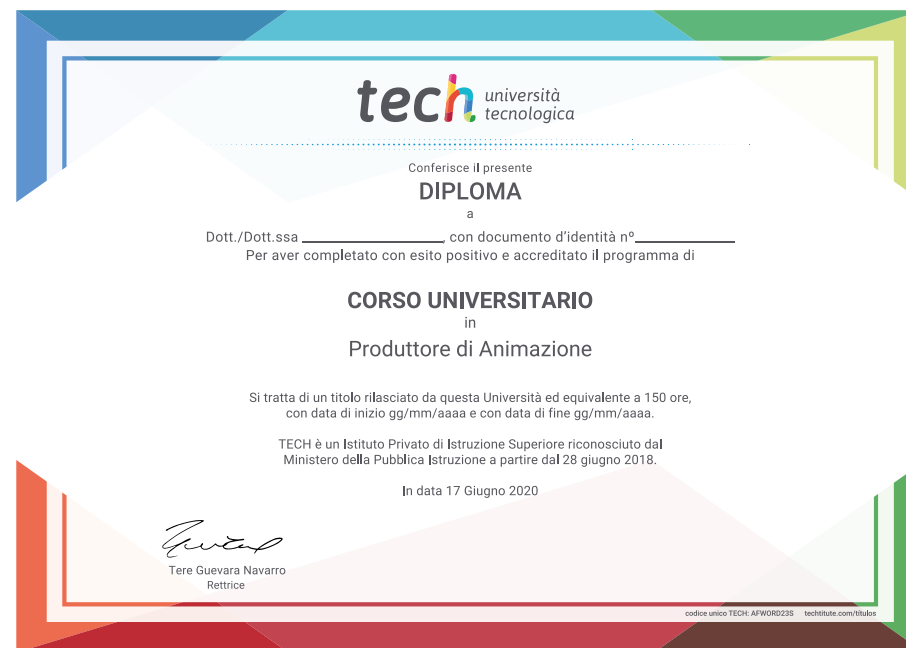 tech università
tecnologica
Conferisce il presente
DIPLOMA
a
Dott./Dott.ssa ____________, con documento d'identità nº__________
Per aver completato con esito positivo e accreditato il programma di
CORSO UNIVERSITARIO
in
Produttore di Animazione
Si tratta di un titolo rilasciato da questa Università ed equivalente a 150 ore,
con data di inizio gg/mm/aaaa e con data di fine gg/mm/aaaa.
TECH è un Istituto Privato di Istruzione Superiore riconosciuto dal
Ministero della Pubblica Istruzione a partire dal 28 giugno 2018.
In data 17 Giugno 2020
Tere Guevara Navarro
Rettrice
codice unico TECH: AFWORD23S techtitute.com/títulos